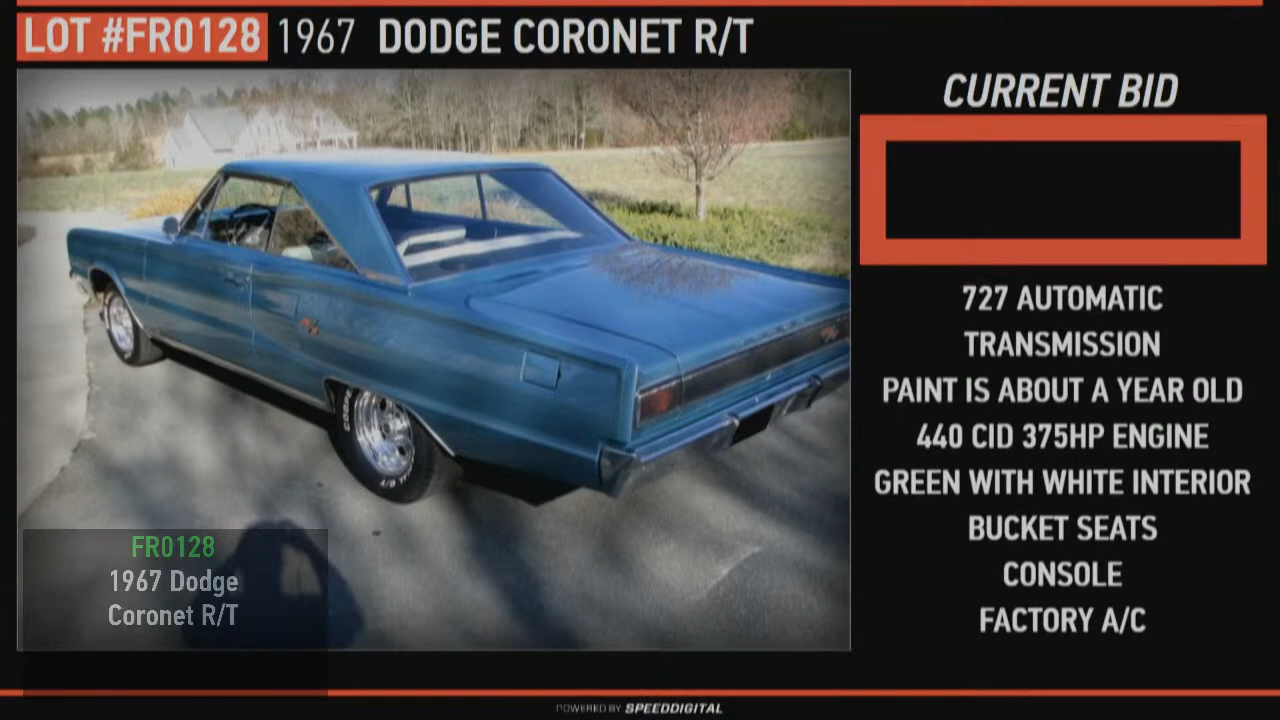 LOT #FR0128 1967 DODGE CORONET R/T
CURRENT BID
727 AUTOMATIC
TRANSMISSION
PAINT IS ABOUT A YEAR OLD
440 CID 375HP ENGINE
GREEN WITH WHITE INTERIOR
BUCKET SEATS
CONSOLE
FACTORY A/C
FR0128
1967 Dodge
Coronet R/T
POWERED BY SPEEDDIGITAL